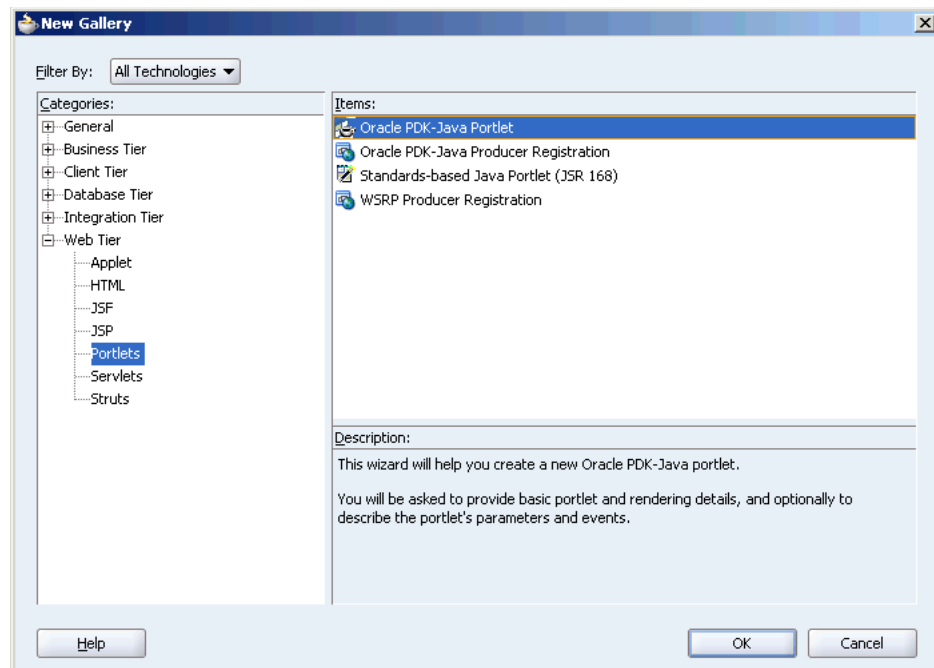 New Gallery
Filter By: All Technologies
Categories:
General
Business Tier
Client Tier
Database Tier
Integration Tier
Web Tier
Applet
HTML
JSF
JSP
Portlets
Servlets
Struts
Items:
Oracle PDK-Java Portlet
Oracle PDK-Java Producer Registration
Standards-based Java Portlet (JSR 168)
WSRP Producer Registration
Description:
This wizard will help you create a new Oracle PDK-Java portlet.
You will be asked to provide basic portlet and rendering details, and optionally to
describe the portlet's parameters and events.
Help
OK
Cancel